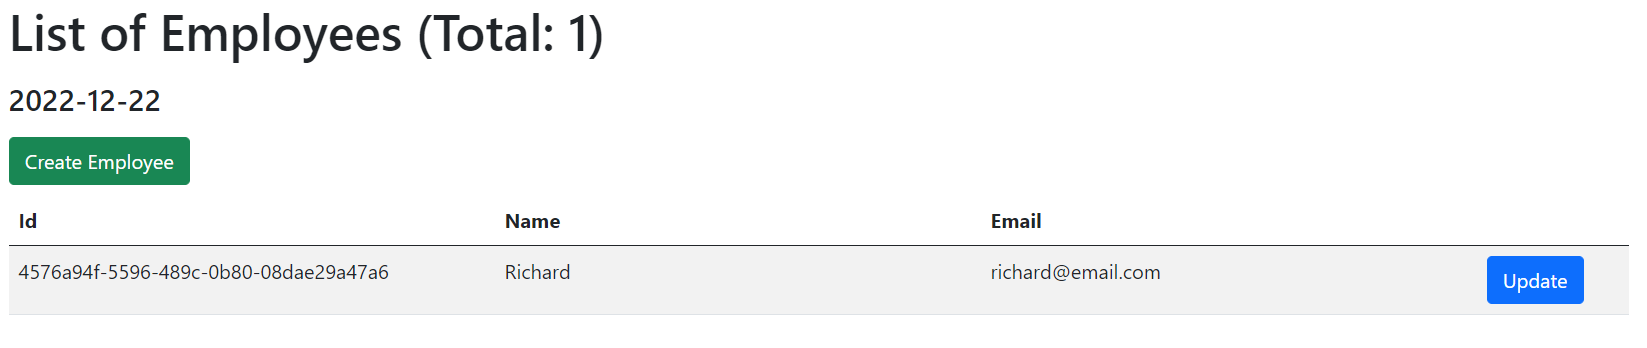 List of Employees (Total: 1)
2022-12-22
Create Employee
Id Name Email
4576a94f-5596-489c-0b80-08dae29a47a6 Richard richard@email.com Update